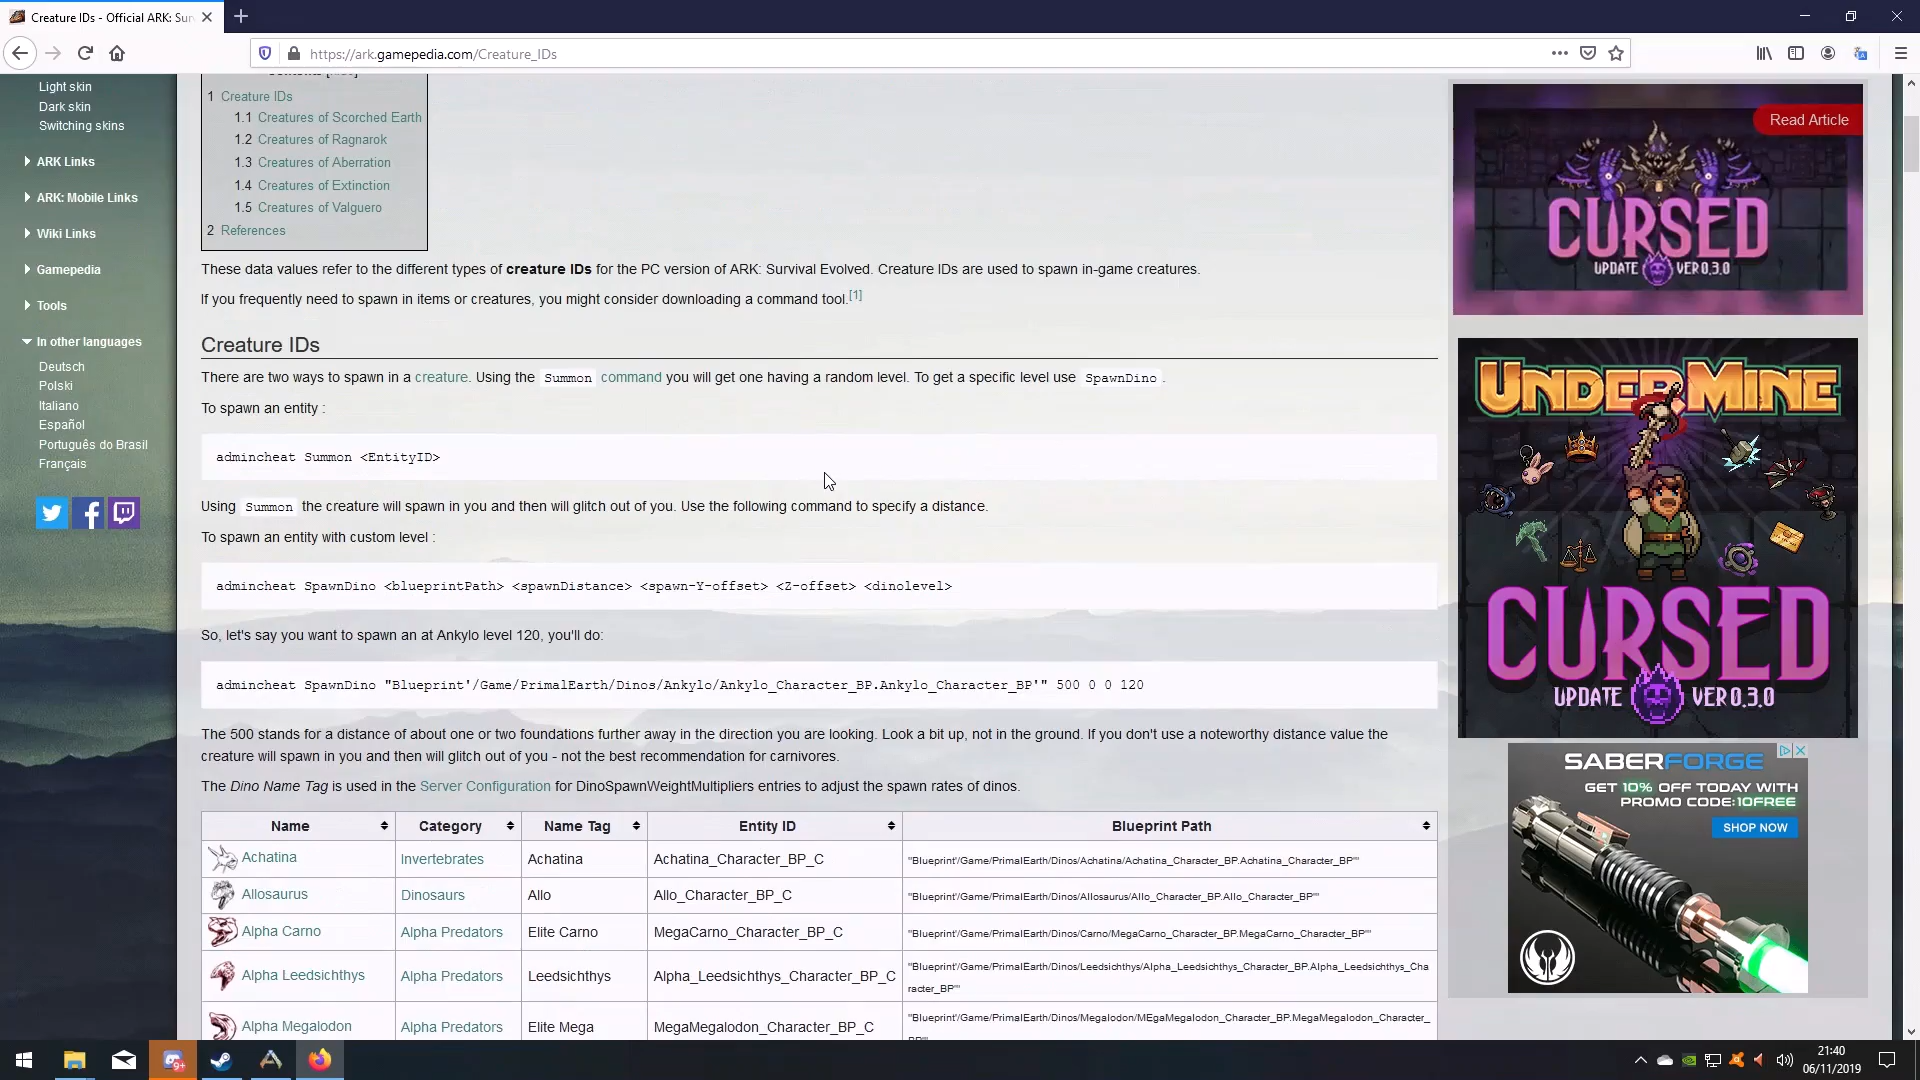 Creature IDs - Official ARK: Sur
https://ark.gamepedia.com/Creature_IDs
Light skin
Dark skin
Switching skins
ARK Links
ARK: Mobile Links
Wiki Links
Gamepedia
Tools
In other languages
Deutsch
Polski
Italiano
Español
Português do Brasil
Français
1 Creature IDs
1.1 Creatures of Scorched Earth
1.2 Creatures of Ragnarok
1.3 Creatures of Aberration
1.4 Creatures of Extinction
1.5 Creatures of Valguero
2 References
These data values refer to the different types of creature IDs for the PC version of ARK: Survival Evolved. Creature IDs are used to spawn in-game creatures.
If you frequently need to spawn in items or creatures, you might consider downloading a command tool.[1]
Creature IDs
There are two ways to spawn in a creature. Using the Summon command you will get one having a random level. To get a specific level use SpawnDino.
To spawn an entity :
admincheat Summon <EntityID>
Using Summon the creature will spawn in you and then will glitch out of you. Use the following command to specify a distance.
To spawn an entity with custom level :
admincheat SpawnDino <blueprintPath> <spawnDistance> <spawn-Y-offset> <Z-offset> <dinolevel>
So, let's say you want to spawn an at Ankylo level 120, you'll do:
admincheat SpawnDino "Blueprint'/Game/PrimalEarth/Dinos/Ankylo/Ankylo_Character_BP.Ankylo_Character_BP'" 500 0 0 120
The 500 stands for a distance of about one or two foundations further away in the direction you are looking. Look a bit up, not in the ground. If you don't use a noteworthy distance value the
creature will spawn in you and then will glitch out of you - not the best recommendation for carnivores.
The Dino Name Tag is used in the Server Configuration for DinoSpawnWeightMultipliers entries to adjust the spawn rates of dinos.
Name Category Name Tag Entity ID Blueprint Path
Achatina Invertebrates Achatina Achatina_Character_BP_C "Blueprint'/Game/PrimalEarth/Dinos/Achatina/Achatina_Character_BP.Achatina_Character_BP'"
Allosaurus Dinosaurs Allo Allo_Character_BP_C "Blueprint'/Game/PrimalEarth/Dinos/Allosaurus/Allo_Character_BP.Allo_Character_BP'"
Alpha Carno Alpha Predators Elite Carno MegaCarno_Character_BP_C "Blueprint'/Game/PrimalEarth/Dinos/Carno/MegaCarno_Character_BP.MegaCarno_Character_BP'"
Alpha Leedsichthys Alpha Predators Leedsichthys Alpha_Leedsichthys_Character_BP_C "Blueprint'/Game/PrimalEarth/Dinos/Leedsichthys/Alpha_Leedsichthys_Character_BP.Alpha_Leedsichthys_Cha
racter_BP'"
Alpha Megalodon Alpha Predators Elite Mega MegaMegalodon_Character_BP_C "Blueprint'/Game/PrimalEarth/Dinos/Megalodon/MEgaMegalodon_Character_BP.MegaMegalodon_Character_
Read Article
CURSED
UPDATE VER 0.3.0
UNDERMINE
CURSED
UPDATE VER 0.3.0
SABERFORGE
GET 10% OFF TODAY WITH
PROMO CODE:10FREE
SHOP NOW
9+
21:40
06/11/2019